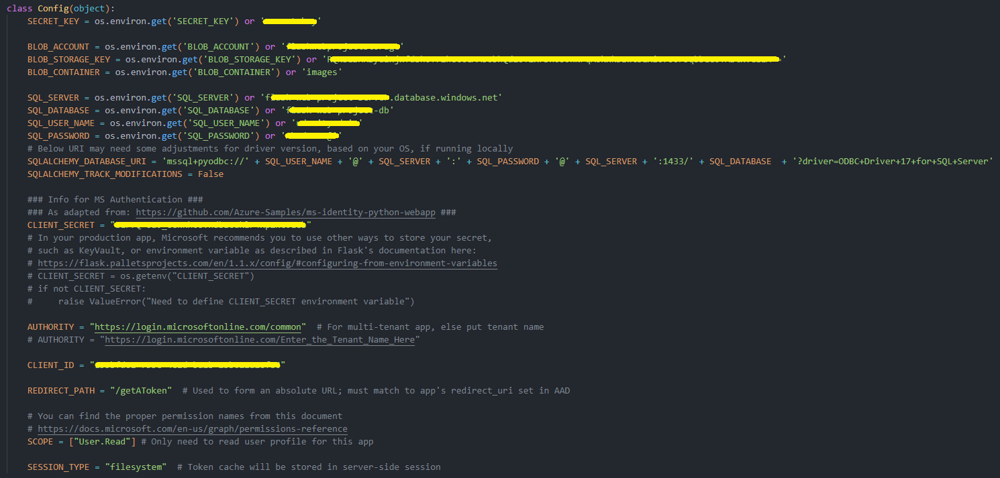 class Config(object):
SECRET_KEY = os.environ.get('SECRET_KEY') or '
BLOB_ACCOUNT = os.environ.get('BLOB_ACCOUNT') or '
BLOB_STORAGE_KEY = os.environ.get('BLOB_STORAGE_KEY') or '
BLOB_CONTAINER = os.environ.get('BLOB_CONTAINER') or 'images'
SQL_SERVER = os.environ.get('SQL_SERVER') or ' .database.windows.net'
SQL_DATABASE = os.environ.get('SQL_DATABASE') or ' -db'
SQL_USER_NAME = os.environ.get('SQL_USER_NAME') or '
SQL_PASSWORD = os.environ.get('SQL_PASSWORD') or '
# Below URI may need some adjustments for driver version, based on your OS, if running locally
SQLALCHEMY_DATABASE_URI = 'mssql+pyodbc://' + SQL_USER_NAME + '@' + SQL_SERVER + ':' + SQL_PASSWORD + '@' + SQL_SERVER + ':1433/' + SQL_DATABASE  + '?driver=ODBC+Driver+17+for+SQL+Server'
SQLALCHEMY_TRACK_MODIFICATIONS = False
### Info for MS Authentication ###
### As adapted from: https://github.com/Azure-Samples/ms-identity-python-webapp ###
CLIENT_SECRET = " "
# In your production app, Microsoft recommends you to use other ways to store your secret,
# such as KeyVault, or environment variable as described in Flask's documentation here:
# https://flask.palletsprojects.com/en/1.1.x/config/#configuring-from-environment-variables
# CLIENT_SECRET = os.getenv("CLIENT_SECRET")
# if not CLIENT_SECRET:
#     raise ValueError("Need to define CLIENT_SECRET environment variable")
AUTHORITY = "https://login.microsoftonline.com/common"  # For multi-tenant app, else put tenant name
# AUTHORITY = "https://login.microsoftonline.com/Enter_the_Tenant_Name_Here"
CLIENT_ID = " "
REDIRECT_PATH = "/getAToken"  # Used to form an absolute URL; must match to app's redirect_uri set in AAD
# You can find the proper permission names from this document
# https://docs.microsoft.com/en-us/graph/permissions-reference
SCOPE = ["User.Read"] # Only need to read user profile for this app
SESSION_TYPE = "filesystem"  # Token cache will be stored in server-side session